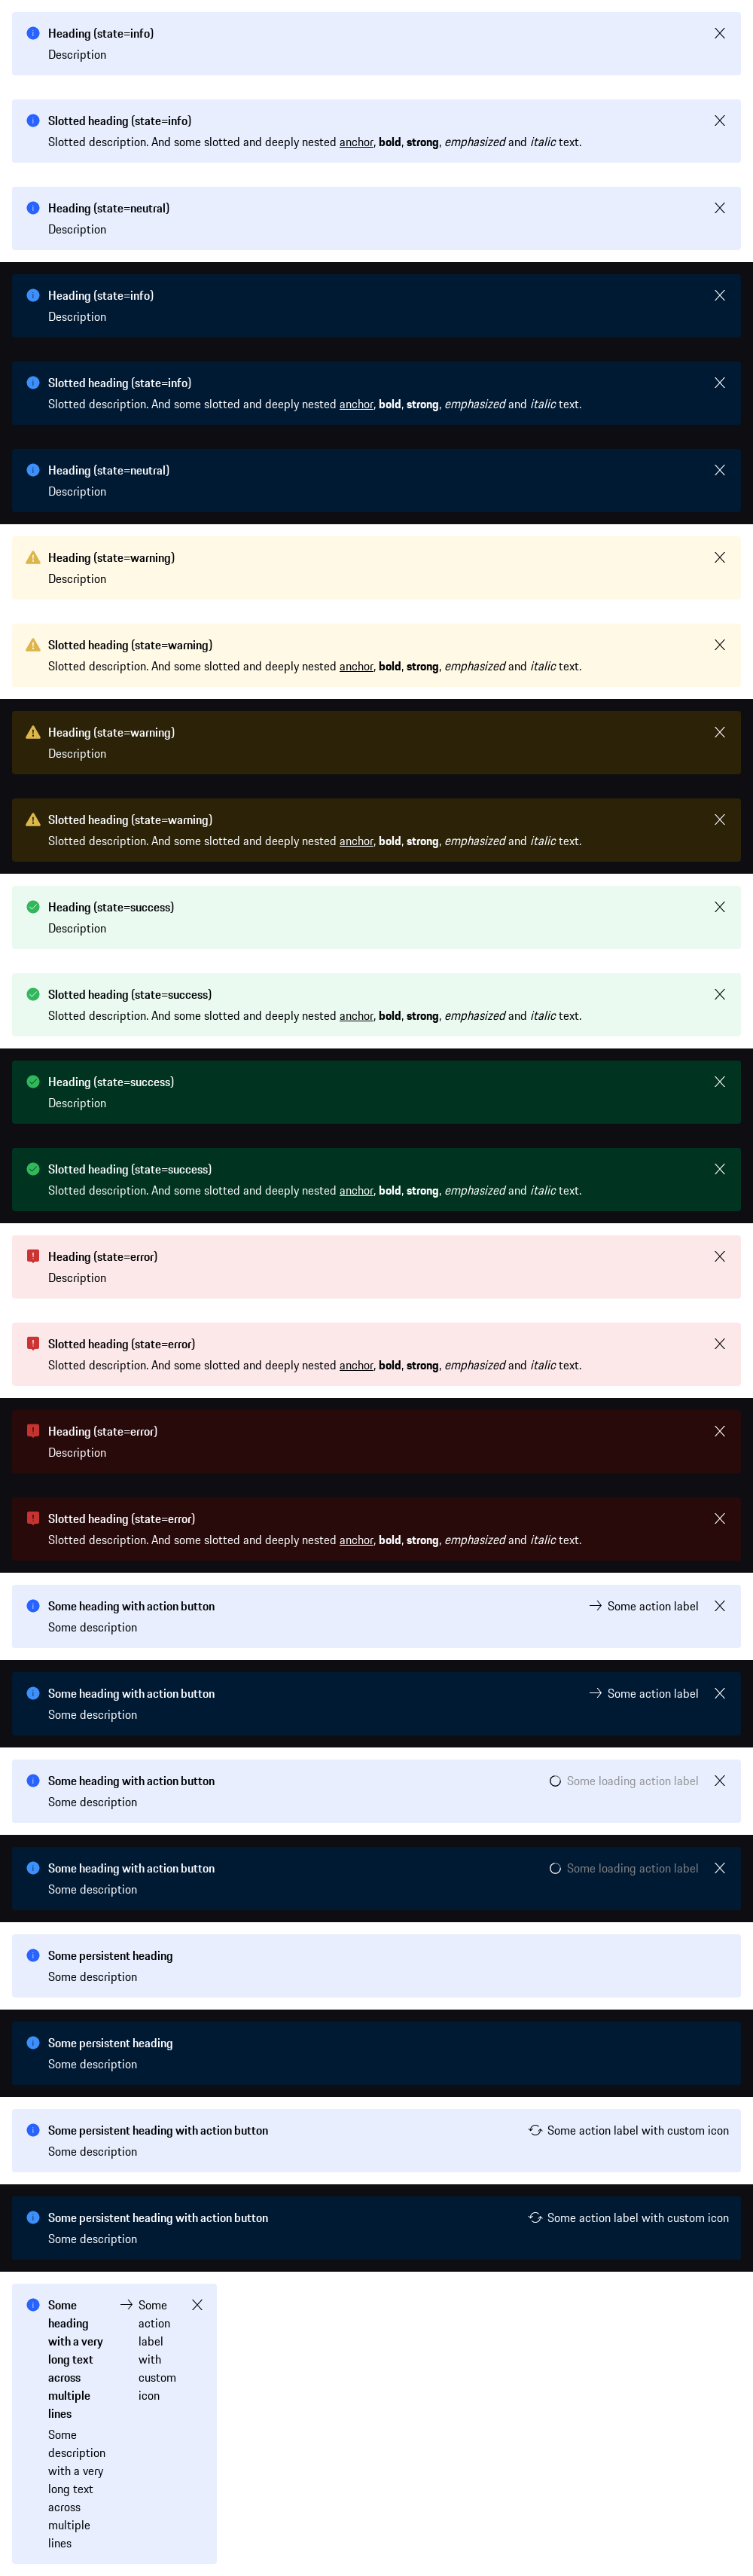 Heading (state=info)
Description
Slotted heading (state=info)
Slotted description. And some slotted and deeply nested anchor, bold, strong, emphasized and italic text.
Heading (state=neutral)
Description
Heading (state=info)
Description
Slotted heading (state=info)
Slotted description. And some slotted and deeply nested anchor, bold, strong, emphasized and italic text.
Heading (state=neutral)
Description
Heading (state=warning)
Description
Slotted heading (state=warning)
Slotted description. And some slotted and deeply nested anchor, bold, strong, emphasized and italic text.
Heading (state=warning)
Description
Slotted heading (state=warning)
Slotted description. And some slotted and deeply nested anchor, bold, strong, emphasized and italic text.
Heading (state=success)
Description
Slotted heading (state=success)
Slotted description. And some slotted and deeply nested anchor, bold, strong, emphasized and italic text.
Heading (state=success)
Description
Slotted heading (state=success)
Slotted description. And some slotted and deeply nested anchor, bold, strong, emphasized and italic text.
Heading (state=error)
Description
Slotted heading (state=error)
Slotted description. And some slotted and deeply nested anchor, bold, strong, emphasized and italic text.
Heading (state=error)
Description
Slotted heading (state=error)
Slotted description. And some slotted and deeply nested anchor, bold, strong, emphasized and italic text.
Some heading with action button
Some action label
Some description
Some heading with action button
Some action label
Some description
Some heading with action button
Some loading action label
Some description
Some heading with action button
Some loading action label
Some description
Some persistent heading
Some description
Some persistent heading
Some description
Some persistent heading with action button
Some action label with custom icon
Some description
Some persistent heading with action button
Some action label with custom icon
Some description
Some
heading
with a very
long text
across
multiple
lines
Some
description
with a very
long text
across
multiple
lines
Some
action
label
with
custom
icon